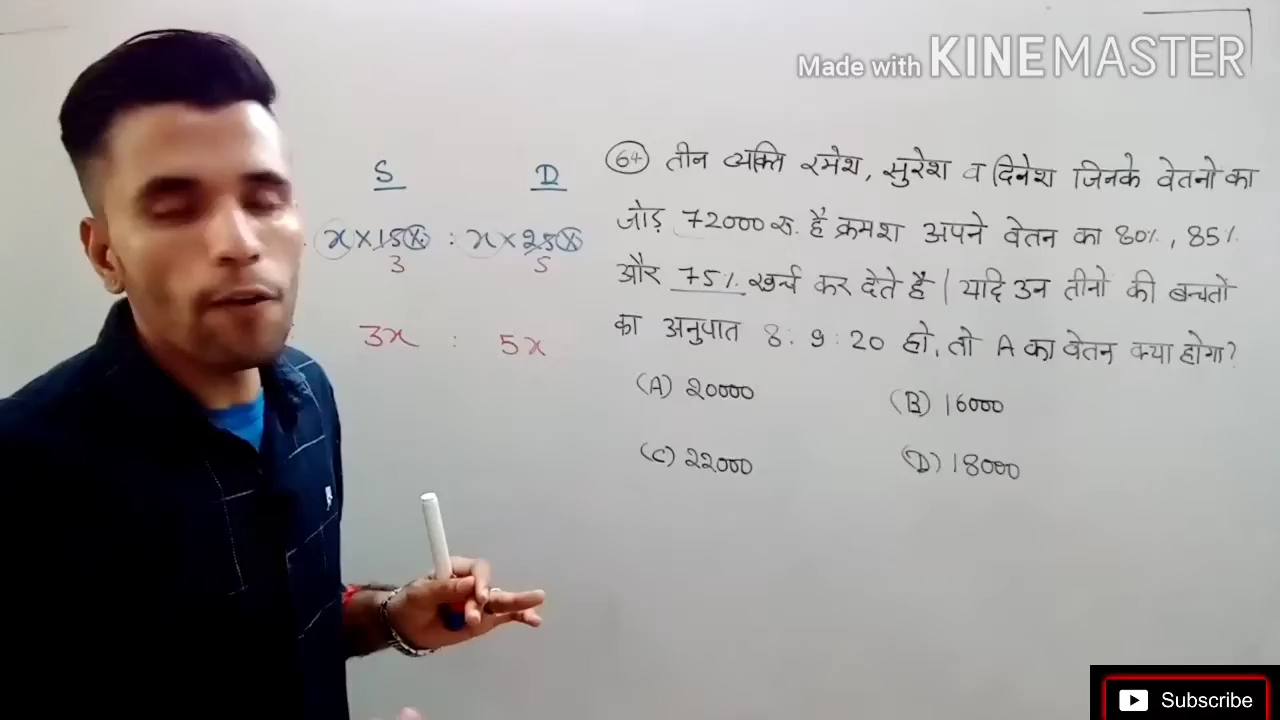 Made with KINEMASTER
S D
x×15% : x×25%
3 5
3x : 5x
64 तीन व्यक्ति रमेश, सुरेश व दिनेश जिनके वेतनो का
जोड़ 72000 रु. है क्रमश अपने वेतन का 80%, 85%
और 75% खर्च कर देते है | यदि उन तीनो की बचतो
का अनुपात 8 : 9 : 20 हो, तो A का वेतन क्या होगा?
(A) 20000 (B) 16000
(C) 22000 (D) 18000
Subscribe